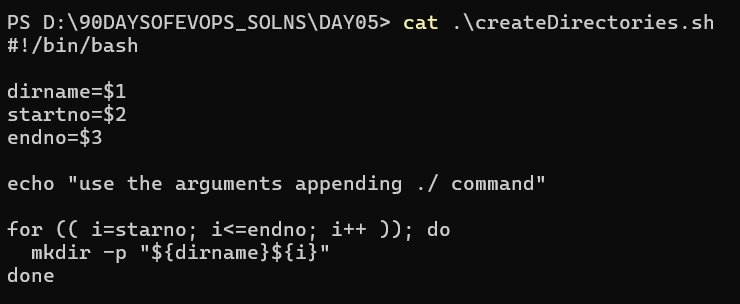 PS D:\90DAYSOFEVOPS_SOLNS\DAY05> cat .\createDirectories.sh
#!/bin/bash

dirname=$1
startno=$2
endno=$3

echo "use the arguments appending ./ command"

for (( i=starno; i<=endno; i++ )); do
  mkdir -p "${dirname}${i}"
done